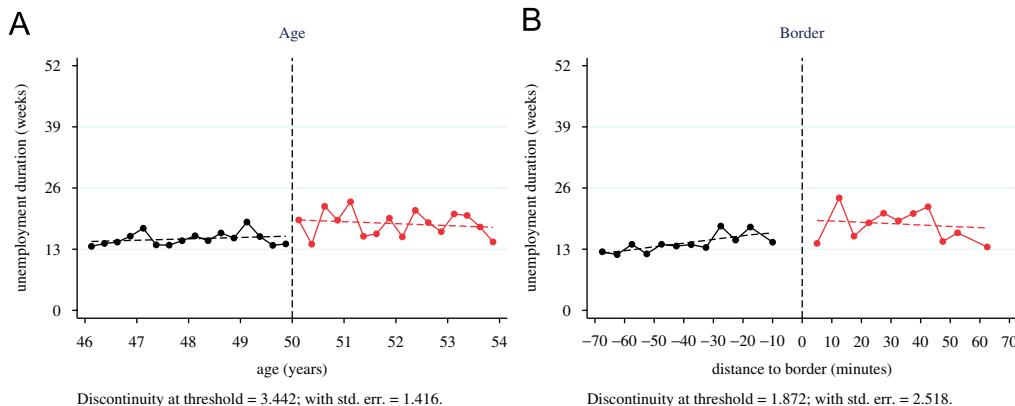 A
Age
unemployment duration (weeks)
52
39
26
13
0
46 47 48 49 50 51 52 53 54
age (years)
Discontinuity at threshold = 3.442; with std. err. = 1.416.
B
Border
unemployment duration (weeks)
52
39
26
13
0
−70 −60 −50 −40 −30 −20 −10 0 10 20 30 40 50 60 70
distance to border (minutes)
Discontinuity at threshold = 1.872; with std. err. = 2.518.